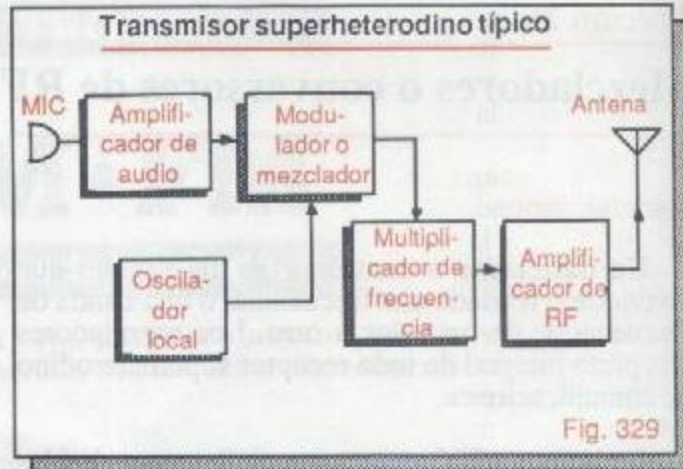 Transmisor superheterodino típico
MIC
Amplifi-
cador de
audio
Modu-
lador o
mezclador
Antena
Oscila-
dor
local
Multipli-
cador de
frecuen-
cia
Amplifi-
cador
de RF
Fig. 329